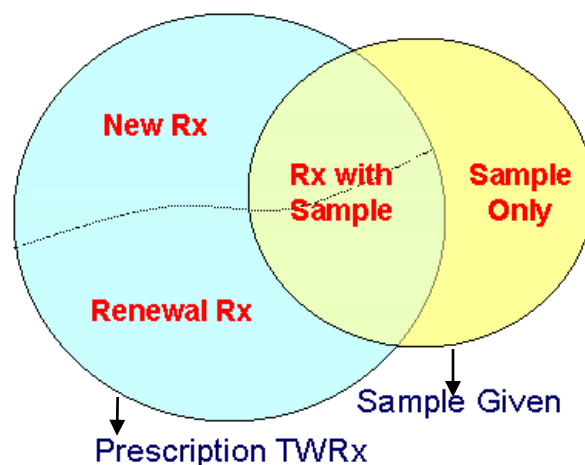 New Rx
Rx with
Sample
Sample
Only
Renewal Rx
Sample Given
Prescription TWRx